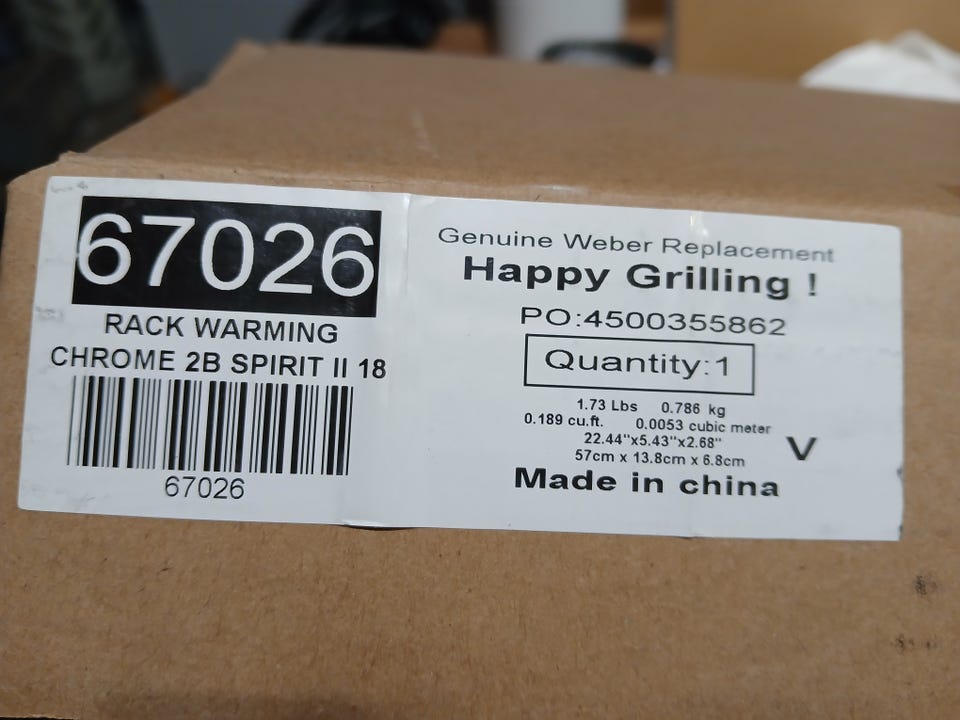 67026
RACK WARMING
CHROME 2B SPIRIT II 18
67026
Genuine Weber Replacement
Happy Grilling !
PO:4500355862
Quantity:1
1.73 Lbs 0.786 kg
0.189 cu.ft. 0.0053 cubic meter
22.44"x5.43"x2.68"
57cm x 13.8cm x 6.8cm
V
Made in china